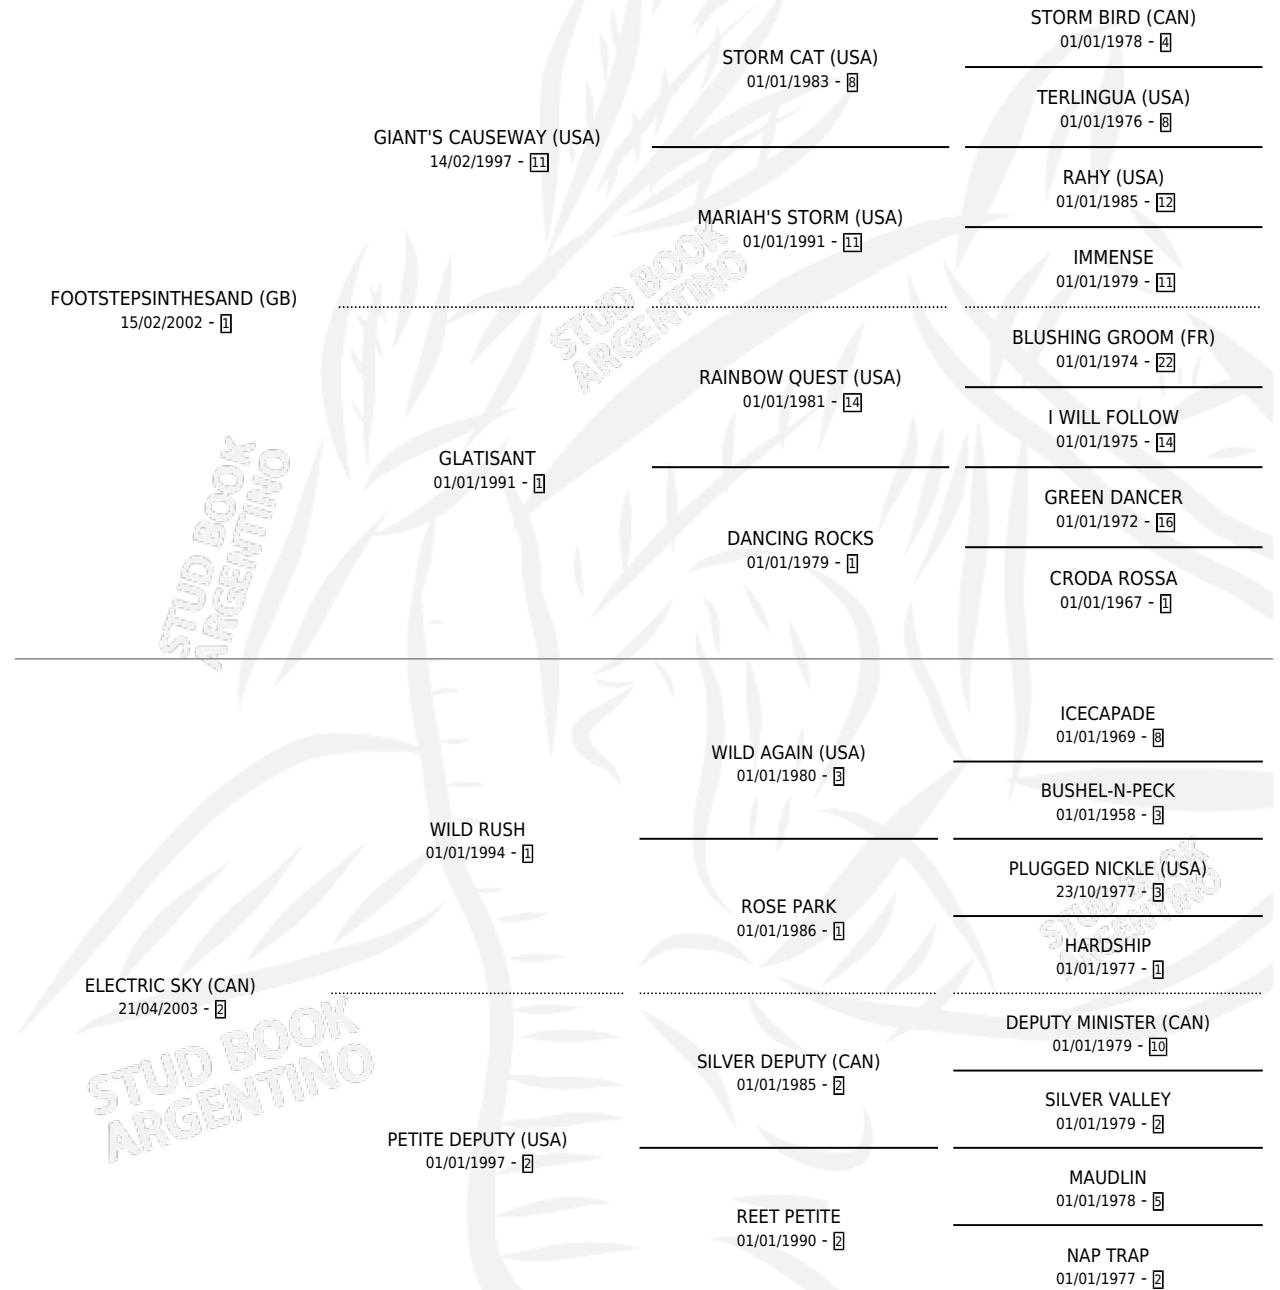 FOOTSTEPSINTHESAND (GB)
15/02/2002 - 1
GIANT'S CAUSEWAY (USA)
14/02/1997 - 11
STORM CAT (USA)
01/01/1983 - 8
STORM BIRD (CAN)
01/01/1978 - 4
TERLINGUA (USA)
01/01/1976 - 8
MARIAH'S STORM (USA)
01/01/1991 - 11
RAHY (USA)
01/01/1985 - 12
IMMENSE
01/01/1979 - 11
GLATISANT
01/01/1991 - 1
RAINBOW QUEST (USA)
01/01/1981 - 14
BLUSHING GROOM (FR)
01/01/1974 - 22
I WILL FOLLOW
01/01/1975 - 14
DANCING ROCKS
01/01/1979 - 1
GREEN DANCER
01/01/1972 - 16
CRODA ROSSA
01/01/1967 - 1
ELECTRIC SKY (CAN)
21/04/2003 - 2
WILD RUSH
01/01/1994 - 1
WILD AGAIN (USA)
01/01/1980 - 3
ICECAPADE
01/01/1969 - 8
BUSHEL-N-PECK
01/01/1958 - 3
ROSE PARK
01/01/1986 - 1
PLUGGED NICKLE (USA)
23/10/1977 - 3
HARDSHIP
01/01/1977 - 1
PETITE DEPUTY (USA)
01/01/1997 - 2
SILVER DEPUTY (CAN)
01/01/1985 - 2
DEPUTY MINISTER (CAN)
01/01/1979 - 10
SILVER VALLEY
01/01/1979 - 2
REET PETITE
01/01/1990 - 2
MAUDLIN
01/01/1978 - 5
NAP TRAP
01/01/1977 - 2
STUD BOOK
ARGENTINO
STUD BOOK
ARGENTINO
STUD BOOK
ARGENTINO
STUD BOOK
ARGENTINO